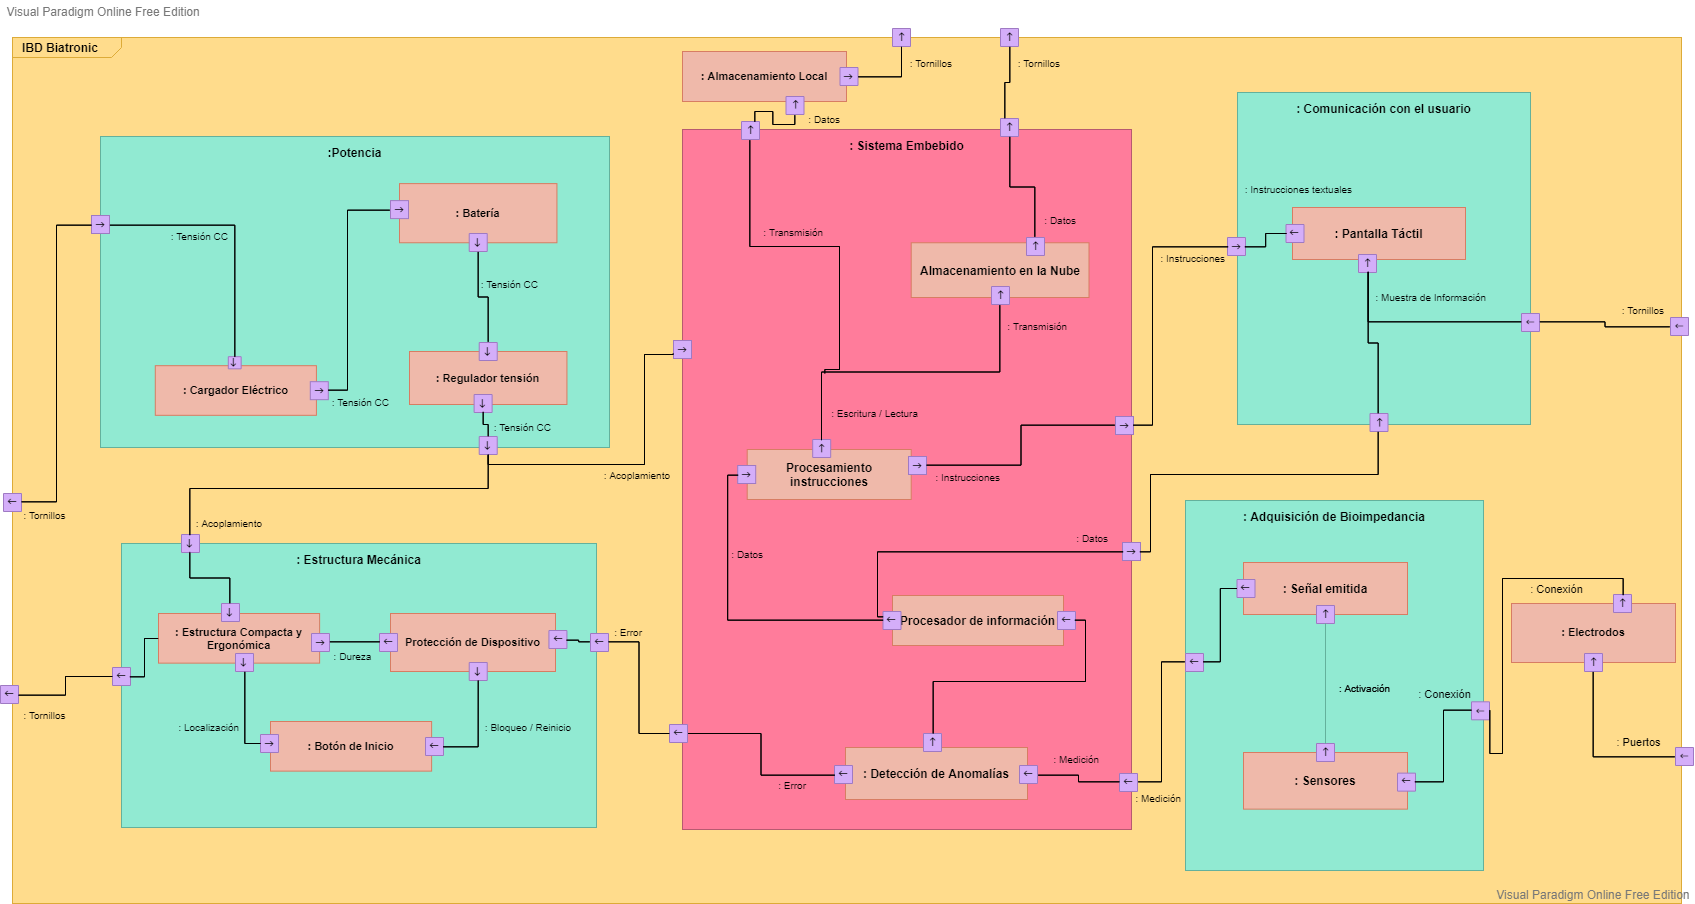 Visual Paradigm Online Free Edition
IBD Biatronic
: Almacenamiento Local
: Tornillos
: Tornillos
: Datos
:Potencia
: Tensión CC
: Batería
: Tensión CC
: Cargador Eléctrico
: Tensión CC
: Regulador tensión
: Tensión CC
: Acoplamiento
: Tornillos
: Acoplamiento
: Sistema Embebido
: Transmisión
: Datos
Almacenamiento en la Nube
: Transmisión
: Escritura / Lectura
Procesamiento
instrucciones
: Instrucciones
: Datos
: Datos
Procesador de información
: Detección de Anomalías
: Medición
: Error
: Medición
: Comunicación con el usuario
: Instrucciones textuales
: Pantalla Táctil
: Instrucciones
: Muestra de Información
: Tornillos
: Estructura Mecánica
: Estructura Compacta y
Ergonómica
: Dureza
Protección de Dispositivo
: Error
: Localización
: Bloqueo / Reinicio
: Botón de Inicio
: Tornillos
: Adquisición de Bioimpedancia
: Señal emitida
: Activación
: Sensores
: Conexión
: Conexión
: Electrodos
: Puertos
Visual Paradigm Online Free Edition